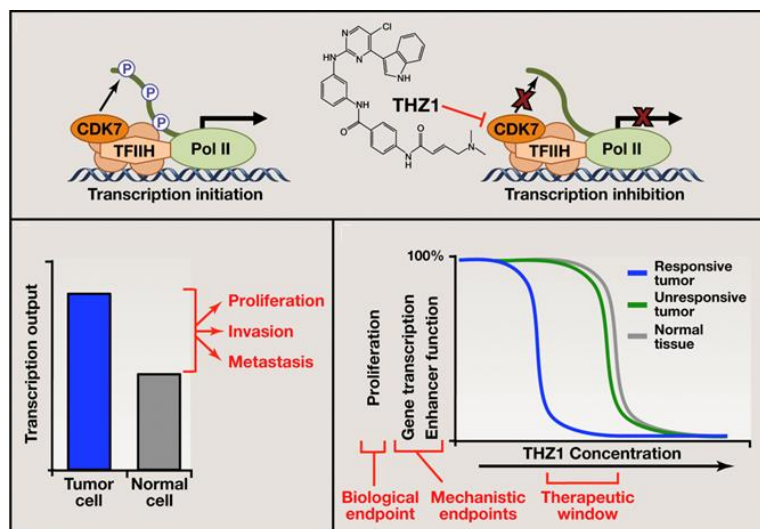 P
P
P
CDK7
TFIIH
Pol II
Transcription initiation
Cl
N
N
NH
NH
O
O
N
H
N
THZ1
CDK7
X
TFIIH
Pol II
X
Transcription inhibition
Transcription output
Proliferation
Invasion
Metastasis
Tumor
cell
Normal
cell
100%
Responsive
tumor
Unresponsive
tumor
Normal
tissue
Proliferation
Gene transcription
Enhancer function
THZ1 Concentration
Biological
endpoint
Mechanistic
endpoints
Therapeutic
window